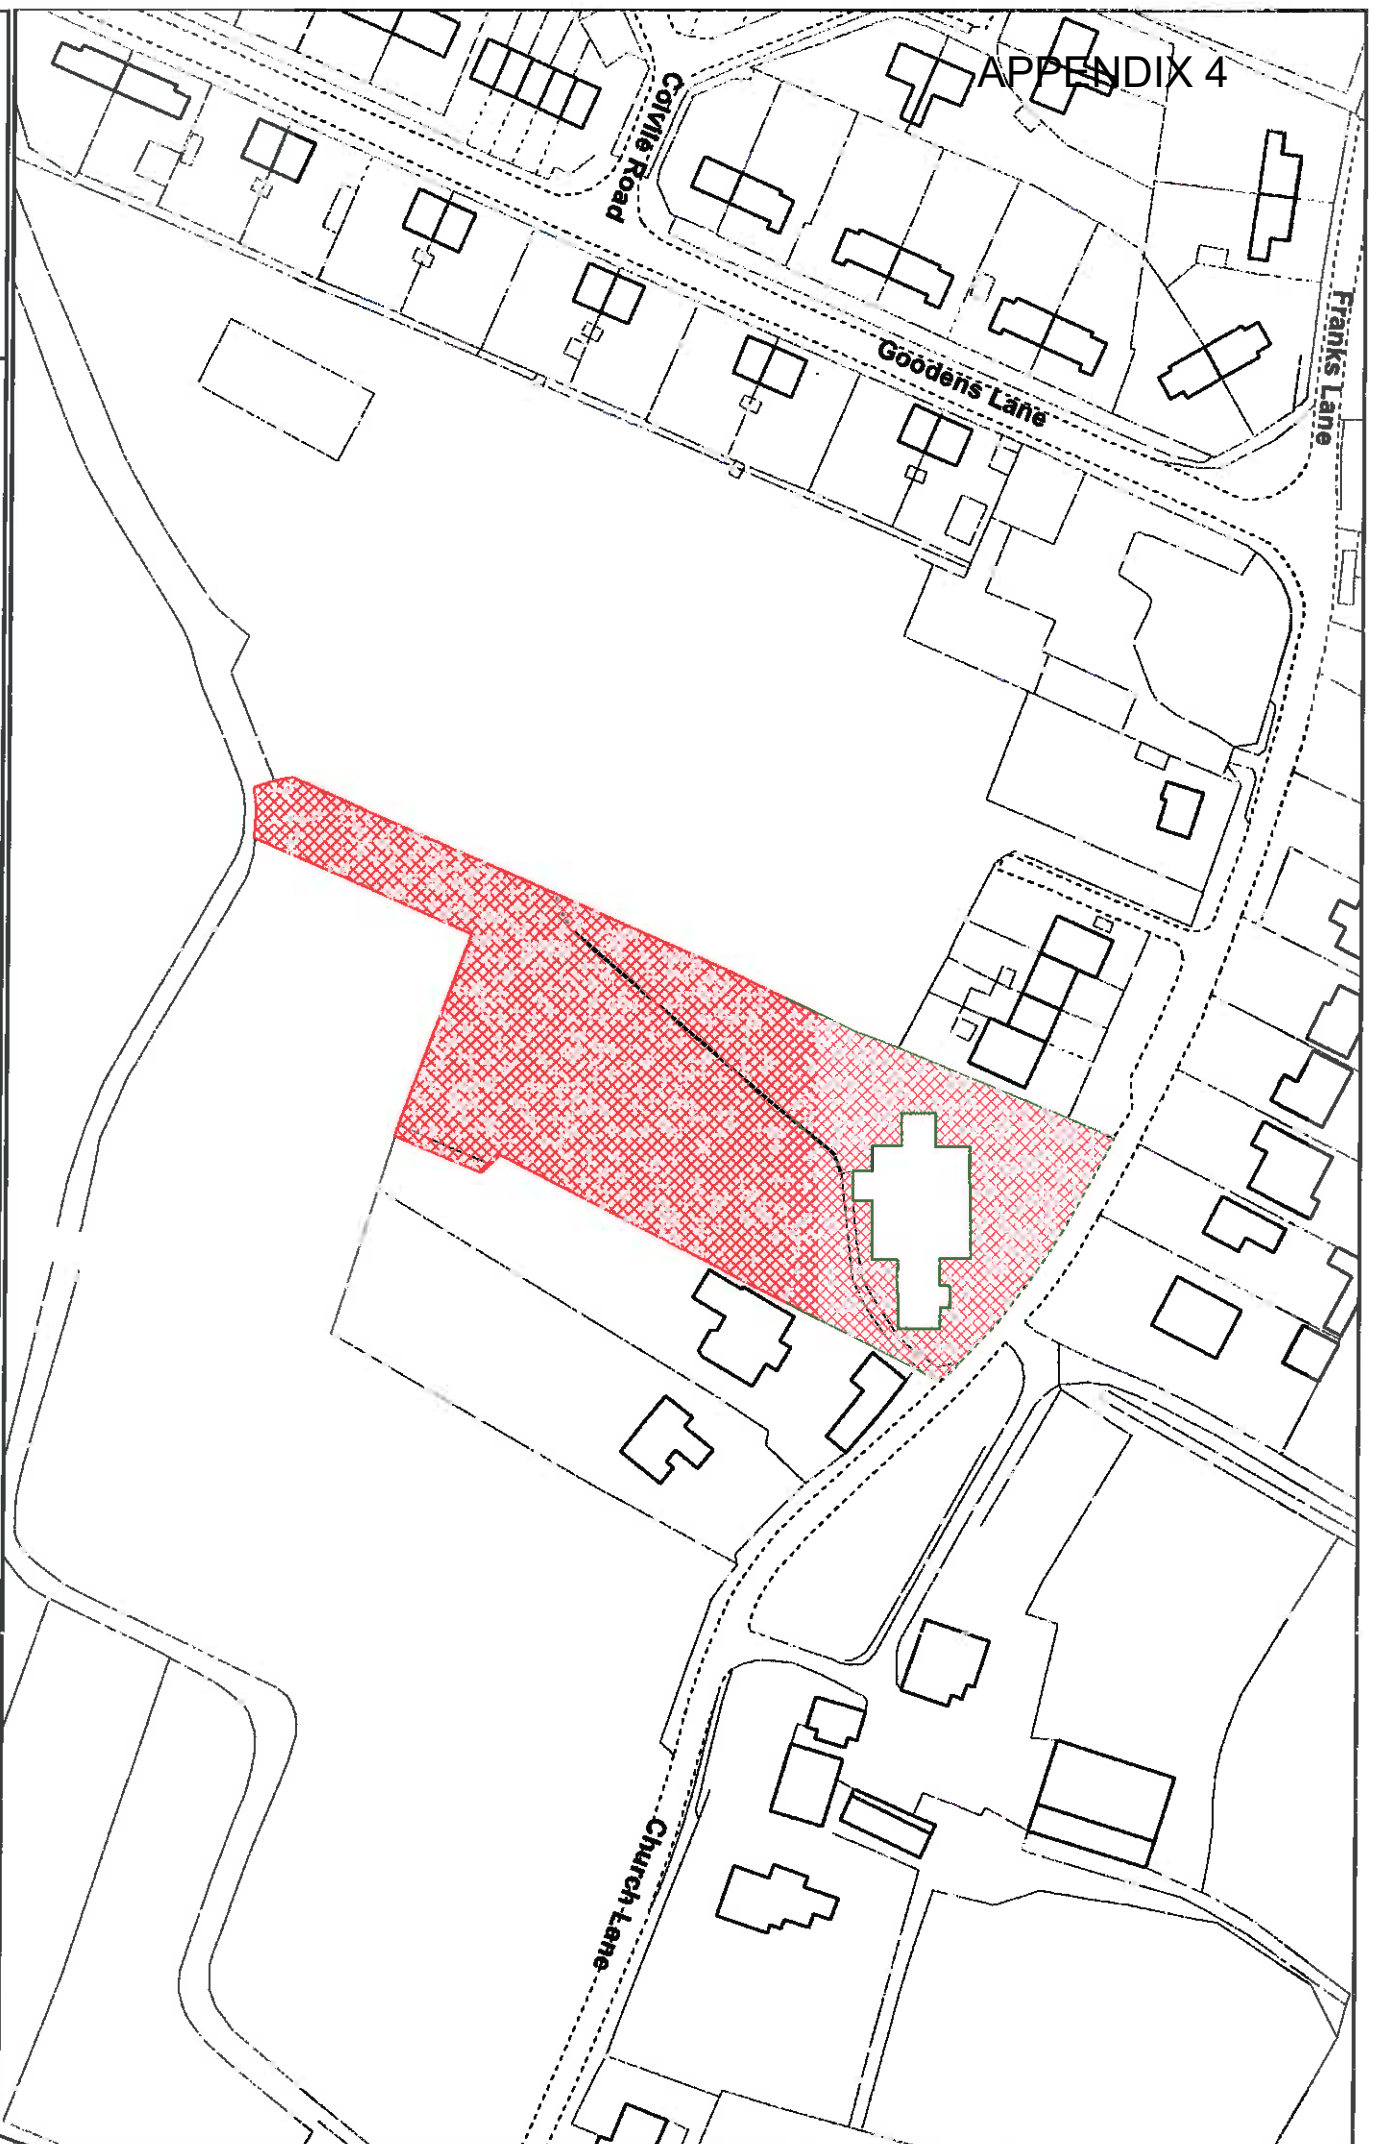 APPENDIX 4
Colville Road
Franks Lane
Goodens Lane
Church Lane